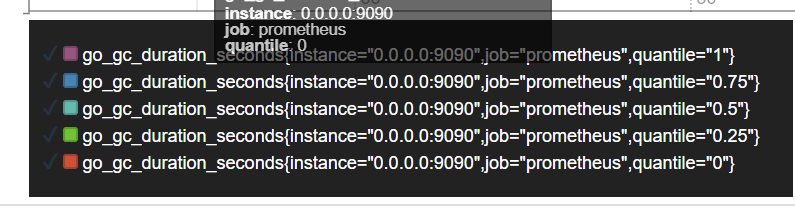 instance: 0.0.0.0:9090
job: prometheus
quantile: 0
go_gc_duration_seconds{instance="0.0.0.0:9090",job="prometheus",quantile="1"}
go_gc_duration_seconds{instance="0.0.0.0:9090",job="prometheus",quantile="0.75"}
go_gc_duration_seconds{instance="0.0.0.0:9090",job="prometheus",quantile="0.5"}
go_gc_duration_seconds{instance="0.0.0.0:9090",job="prometheus",quantile="0.25"}
go_gc_duration_seconds{instance="0.0.0.0:9090",job="prometheus",quantile="0"}